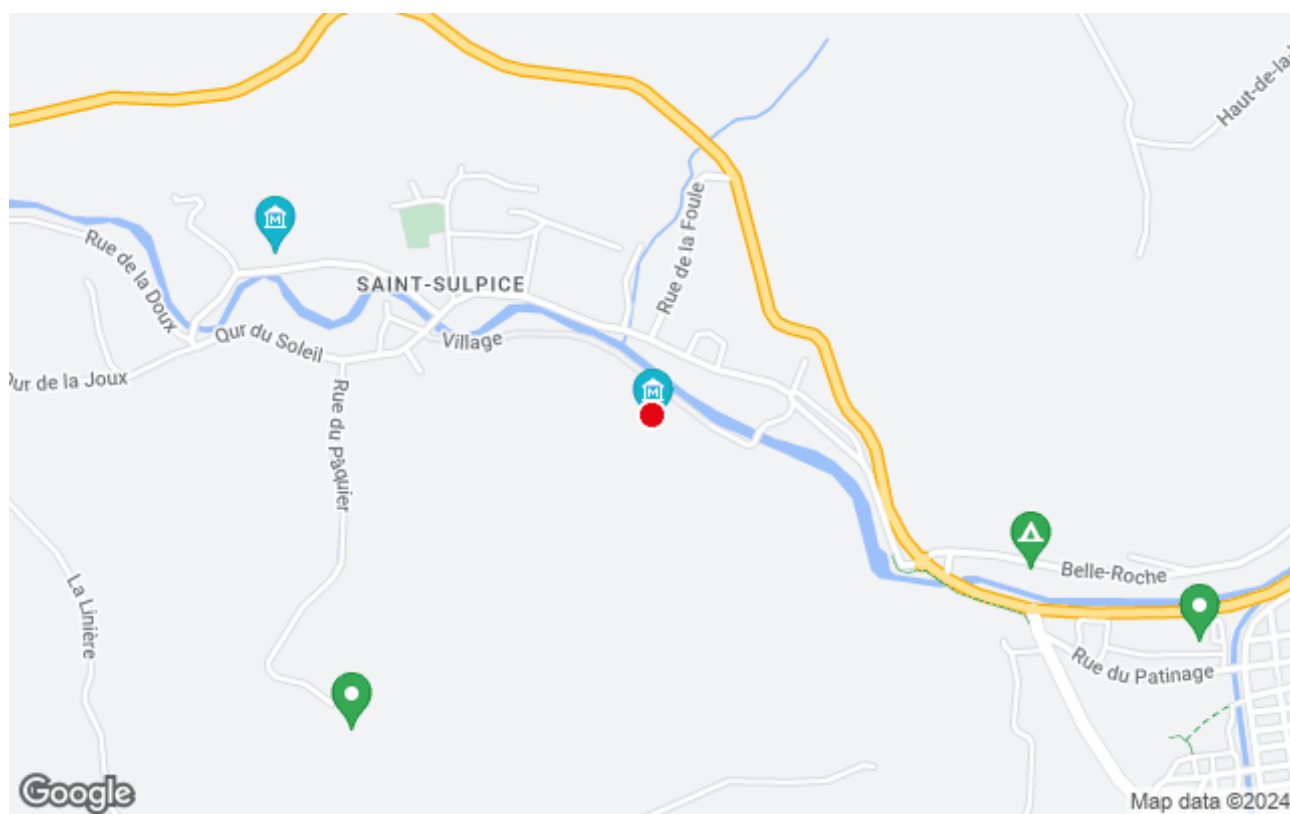 Haut-de-la-
Rue de la Foule
Rue de la Doux
SAINT-SULPICE
Qur du Soleil
Village
Qur de la Joux
Rue du Pâquier
M
M
Belle-Roche
La Linière
Rue du Patinage
Google
Map data ©2024